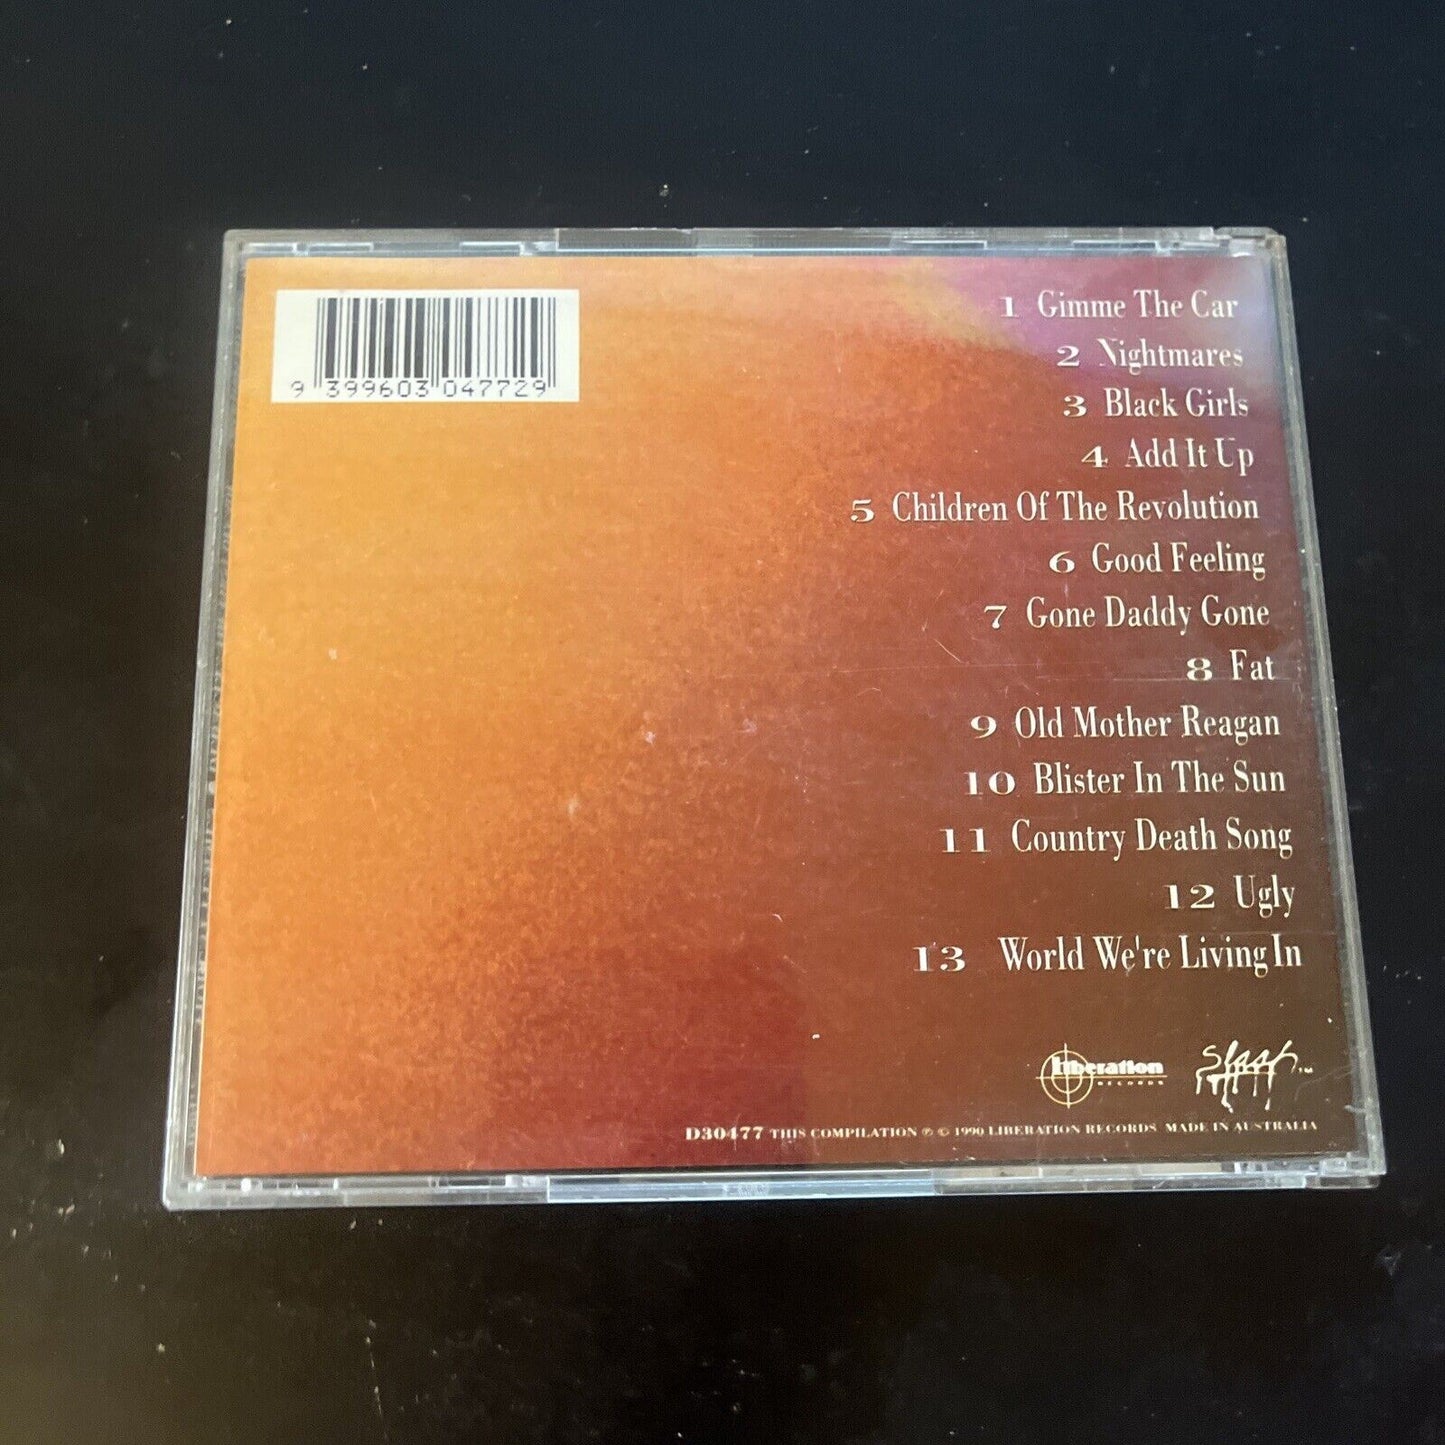 9 399603 047729
1 Gimme The Car
2 Nightmares
3 Black Girls
4 Add It Up
5 Children Of The Revolution
6 Good Feeling
7 Gone Daddy Gone
8 Fat
9 Old Mother Reagan
10 Blister In The Sun
11 Country Death Song
12 Ugly
13 World We're Living In
liberation
RECORDS
Slash TM
D30477 THIS COMPILATION ℗ © 1990 LIBERATION RECORDS MADE IN AUSTRALIA